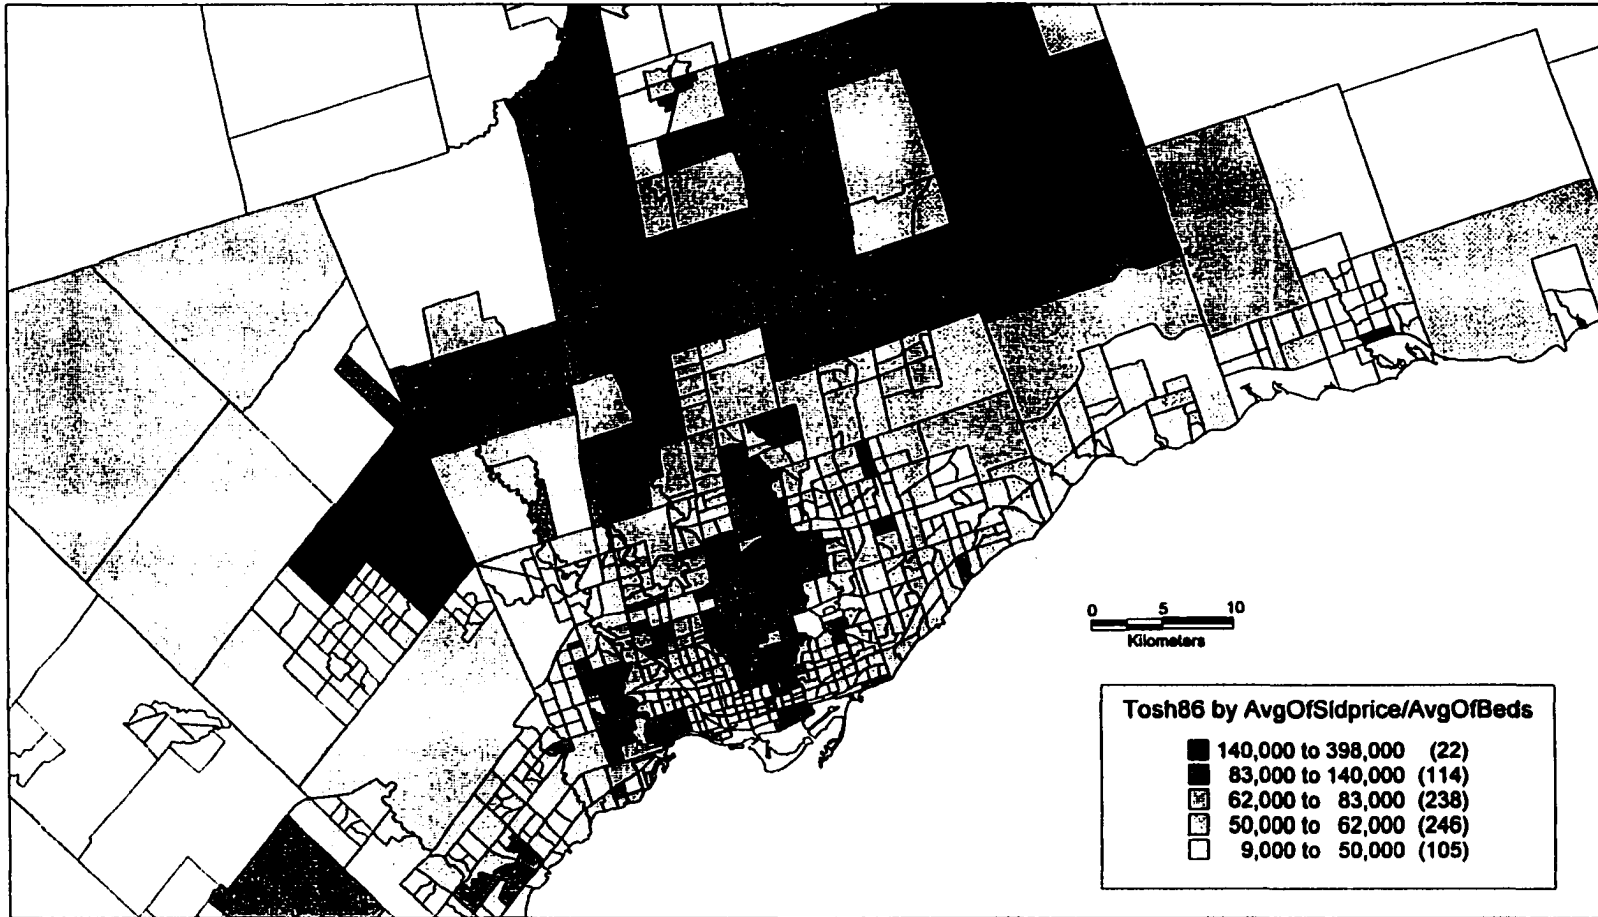 0 5 10
Kilometers
Tosh86 by AvgOfSldprice/AvgOfBeds
140,000 to 398,000 (22)
83,000 to 140,000 (114)
62,000 to 83,000 (238)
50,000 to 62,000 (246)
9,000 to 50,000 (105)